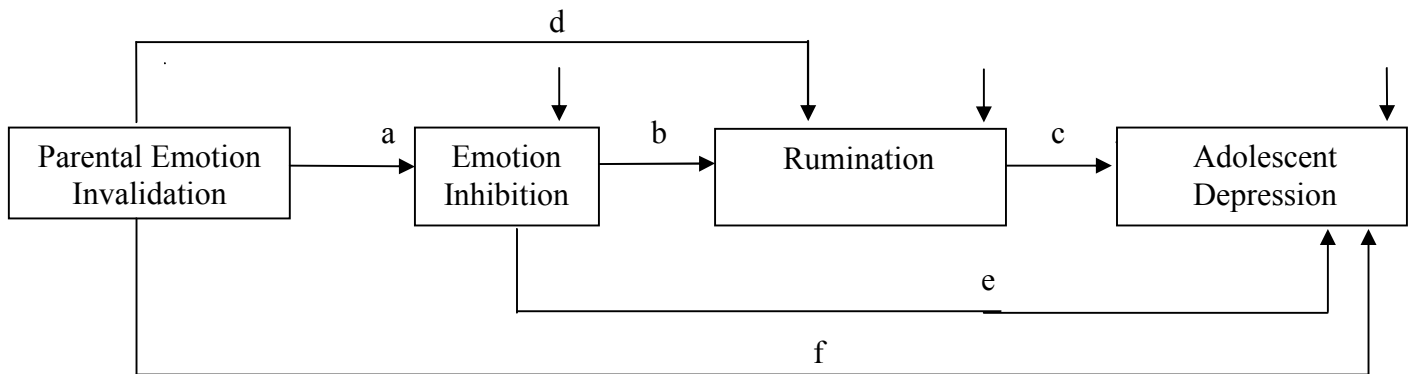 d
a
b
c
Parental Emotion
Invalidation
Emotion
Inhibition
Rumination
Adolescent
Depression
e
f